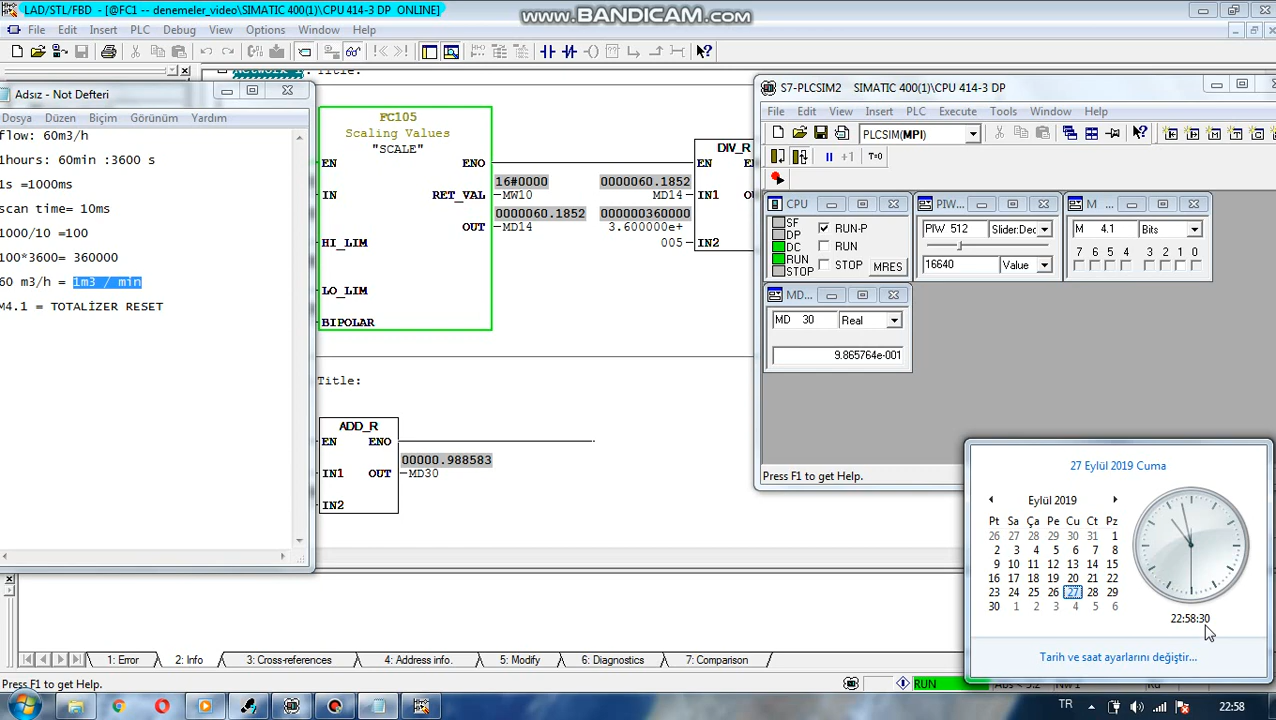 LAD/STL/FBD - [@FC1 -- denemeler_video\SIMATIC 400(1)\CPU 414-3 DP ONLINE]
www.BANDICAM.com
File Edit Insert PLC Debug View Options Window Help
Network 1: Title:
Adsız - Not Defteri
Dosya Düzen Biçim Görünüm Yardım
flow: 60m3/h
1hours: 60min :3600 s
1s =1000ms
scan time= 10ms
1000/10 =100
100*3600= 360000
60 m3/h = 1m3 / min
M4.1 = TOTALİZER RESET
FC105
Scaling Values
"SCALE"
EN ENO
IN RET_VAL
OUT
HI_LIM
LO_LIM
BIPOLAR
16#0000
MW10
0000060.1852
MD14
DIV_R
EN
0000060.1852
MD14 IN1
000000360000
3.600000e+
005 IN2
Title:
ADD_R
EN ENO
00000.988583
IN1 OUT MD30
IN2
S7-PLCSIM2 SIMATIC 400(1)\CPU 414-3 DP
File Edit View Insert PLC Execute Tools Window Help
PLCSIM(MPI)
+1 T=0
CPU
SF
DP
DC
RUN
STOP
RUN-P
RUN
STOP MRES
PIW...
PIW 512 Slider:Dec
16640 Value
M ...
M 4.1 Bits
7 6 5 4 3 2 1 0
MD...
MD 30 Real
9.865764e-001
Press F1 to get Help.
27 Eylül 2019 Cuma
Eylül 2019
Pt Sa Ça Pe Cu Ct Pz
26 27 28 29 30 31 1
2 3 4 5 6 7 8
9 10 11 12 13 14 15
16 17 18 19 20 21 22
23 24 25 26 27 28 29
30 1 2 3 4 5 6
22:58:30
Tarih ve saat ayarlarını değiştir...
1: Error 2: Info 3: Cross-references 4: Address info. 5: Modify 6: Diagnostics 7: Comparison
Press F1 to get Help.
RUN
Abs < 5.2 Nw 1
TR 22:58